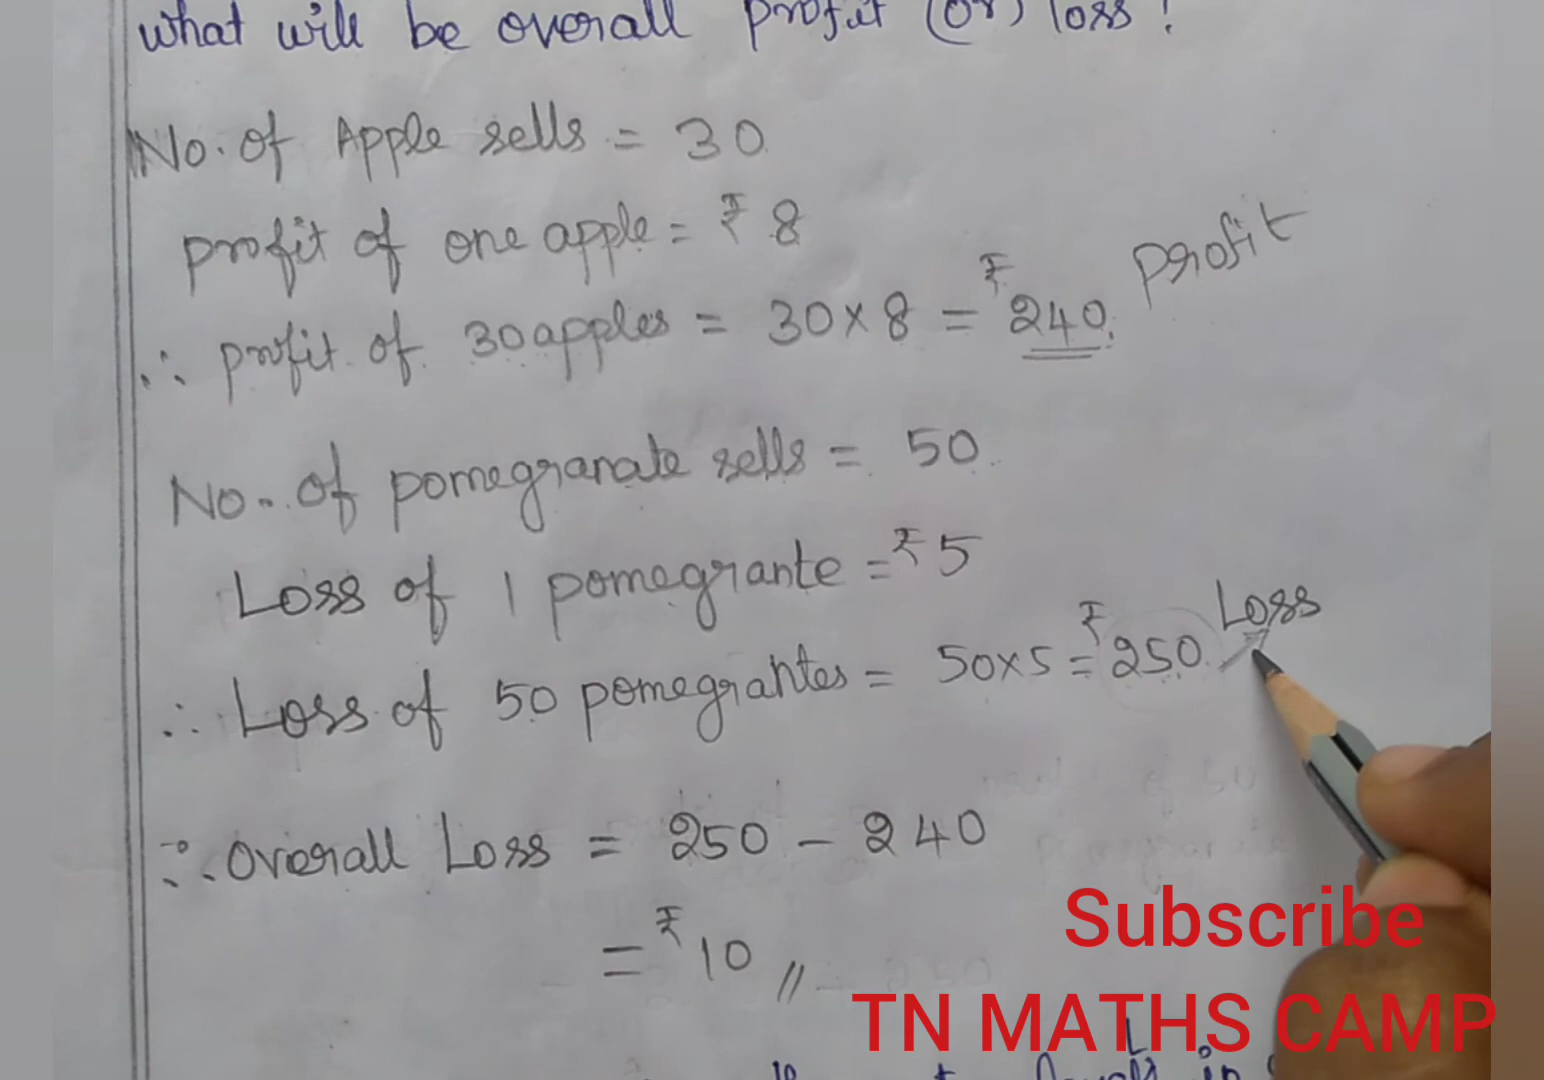 what will be overall profit (or) loss?
No. of Apple sells = 30
profit of one apple = ₹ 8
∴ profit of 30 apples = 30 × 8 = ₹ 240. Profit
No. of pomegranate sells = 50
Loss of 1 pomegrante = ₹ 5
∴ Loss of 50 pomegrantes = 50 × 5 = ₹ 250 Loss
∴ Overall Loss = 250 - 240
= ₹ 10 //
Subscribe
TN MATHS CAMP